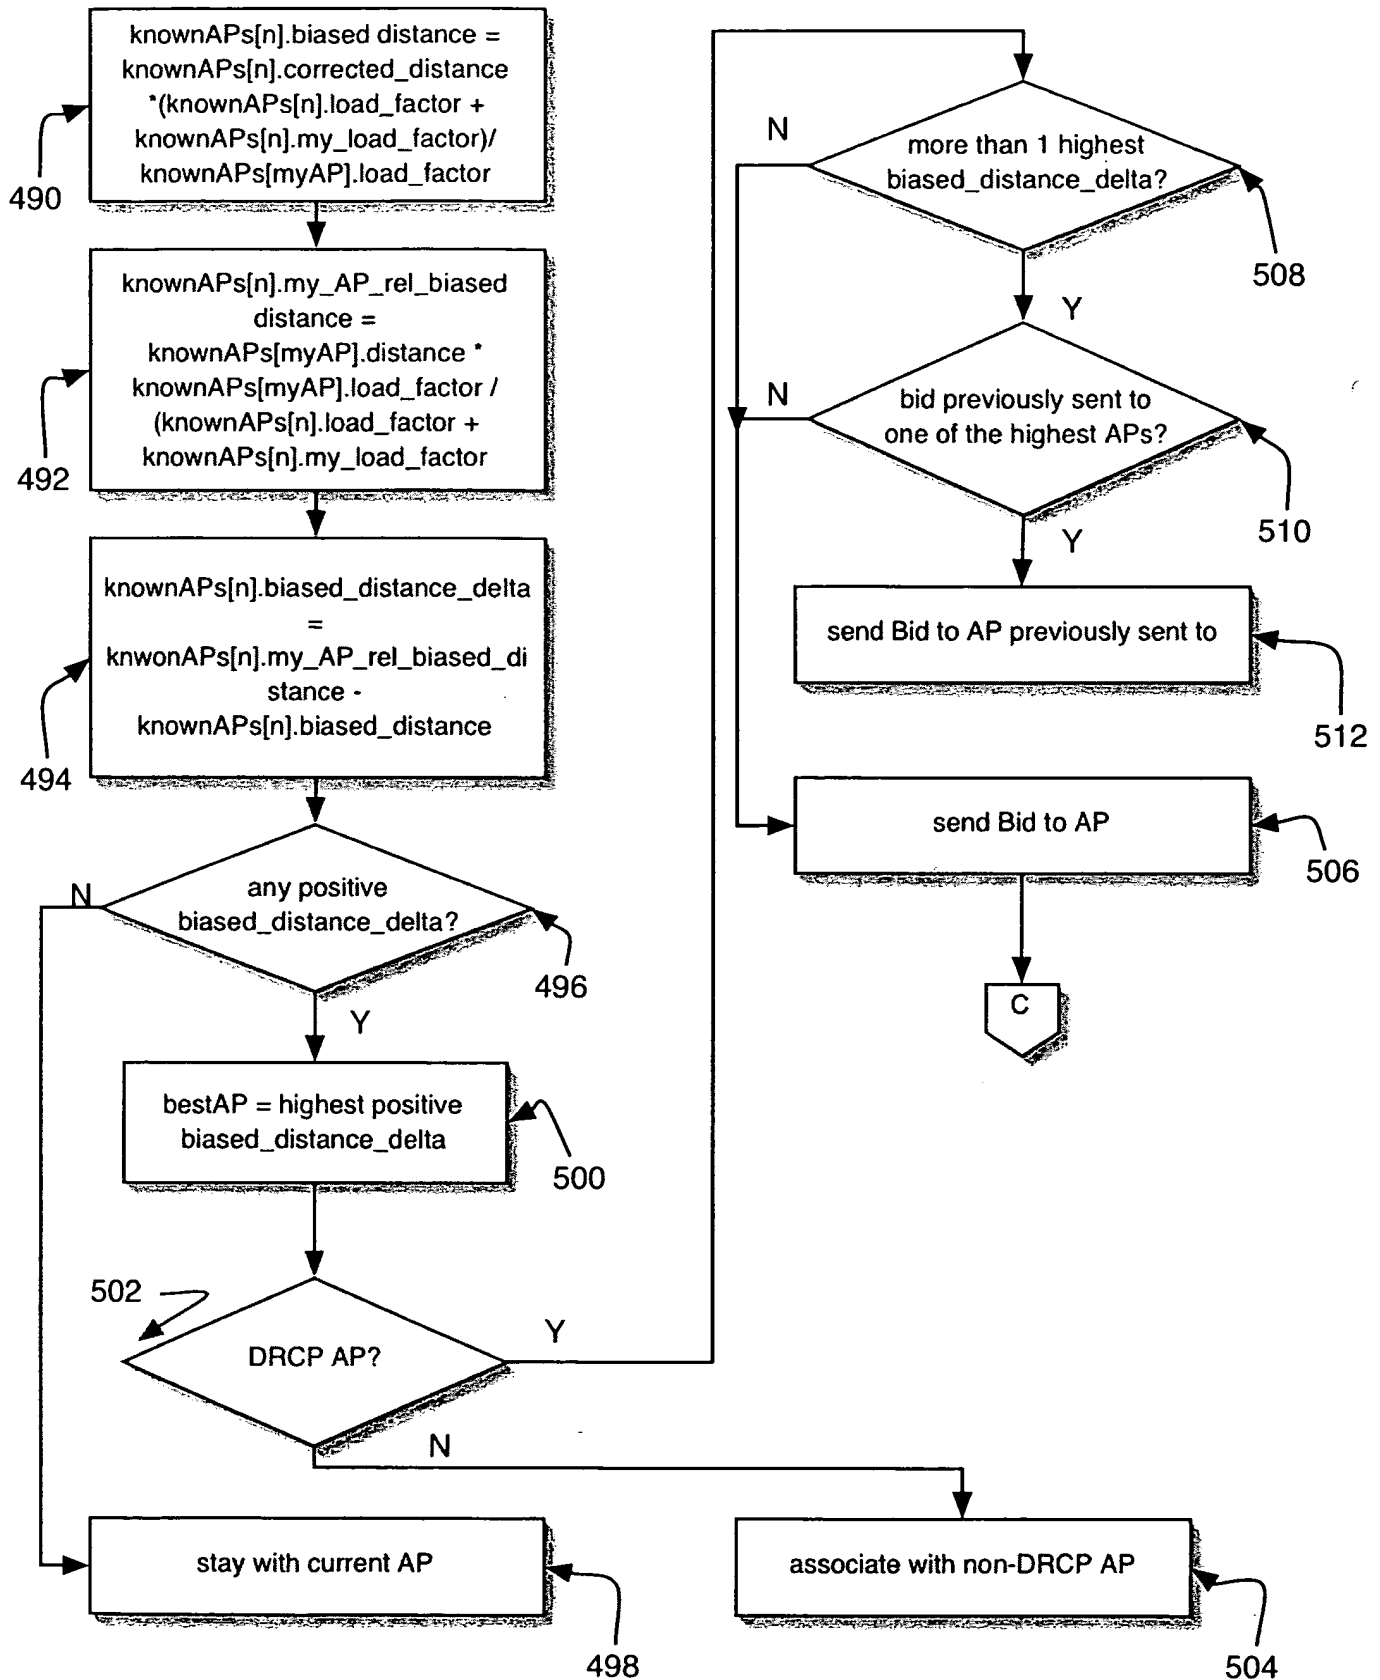 knownAPs[n].biased distance =
knownAPs[n].corrected_distance
*(knownAPs[n].load_factor +
knownAPs[n].my_load_factor)/
knownAPs[myAP].load_factor
490
knownAPs[n].my_AP_rel_biased
distance =
knownAPs[myAP].distance *
knownAPs[myAP].load_factor /
(knownAPs[n].load_factor +
knownAPs[n].my_load_factor
492
knownAPs[n].biased_distance_delta
=
knwonAPs[n].my_AP_rel_biased_di
stance -
knownAPs[n].biased_distance
494
any positive
biased_distance_delta?
N
496
Y
bestAP = highest positive
biased_distance_delta
500
502
DRCP AP?
Y
N
stay with current AP
498
associate with non-DRCP AP
504
more than 1 highest
biased_distance_delta?
N
508
Y
bid previously sent to
one of the highest APs?
N
510
Y
send Bid to AP previously sent to
512
send Bid to AP
506
C